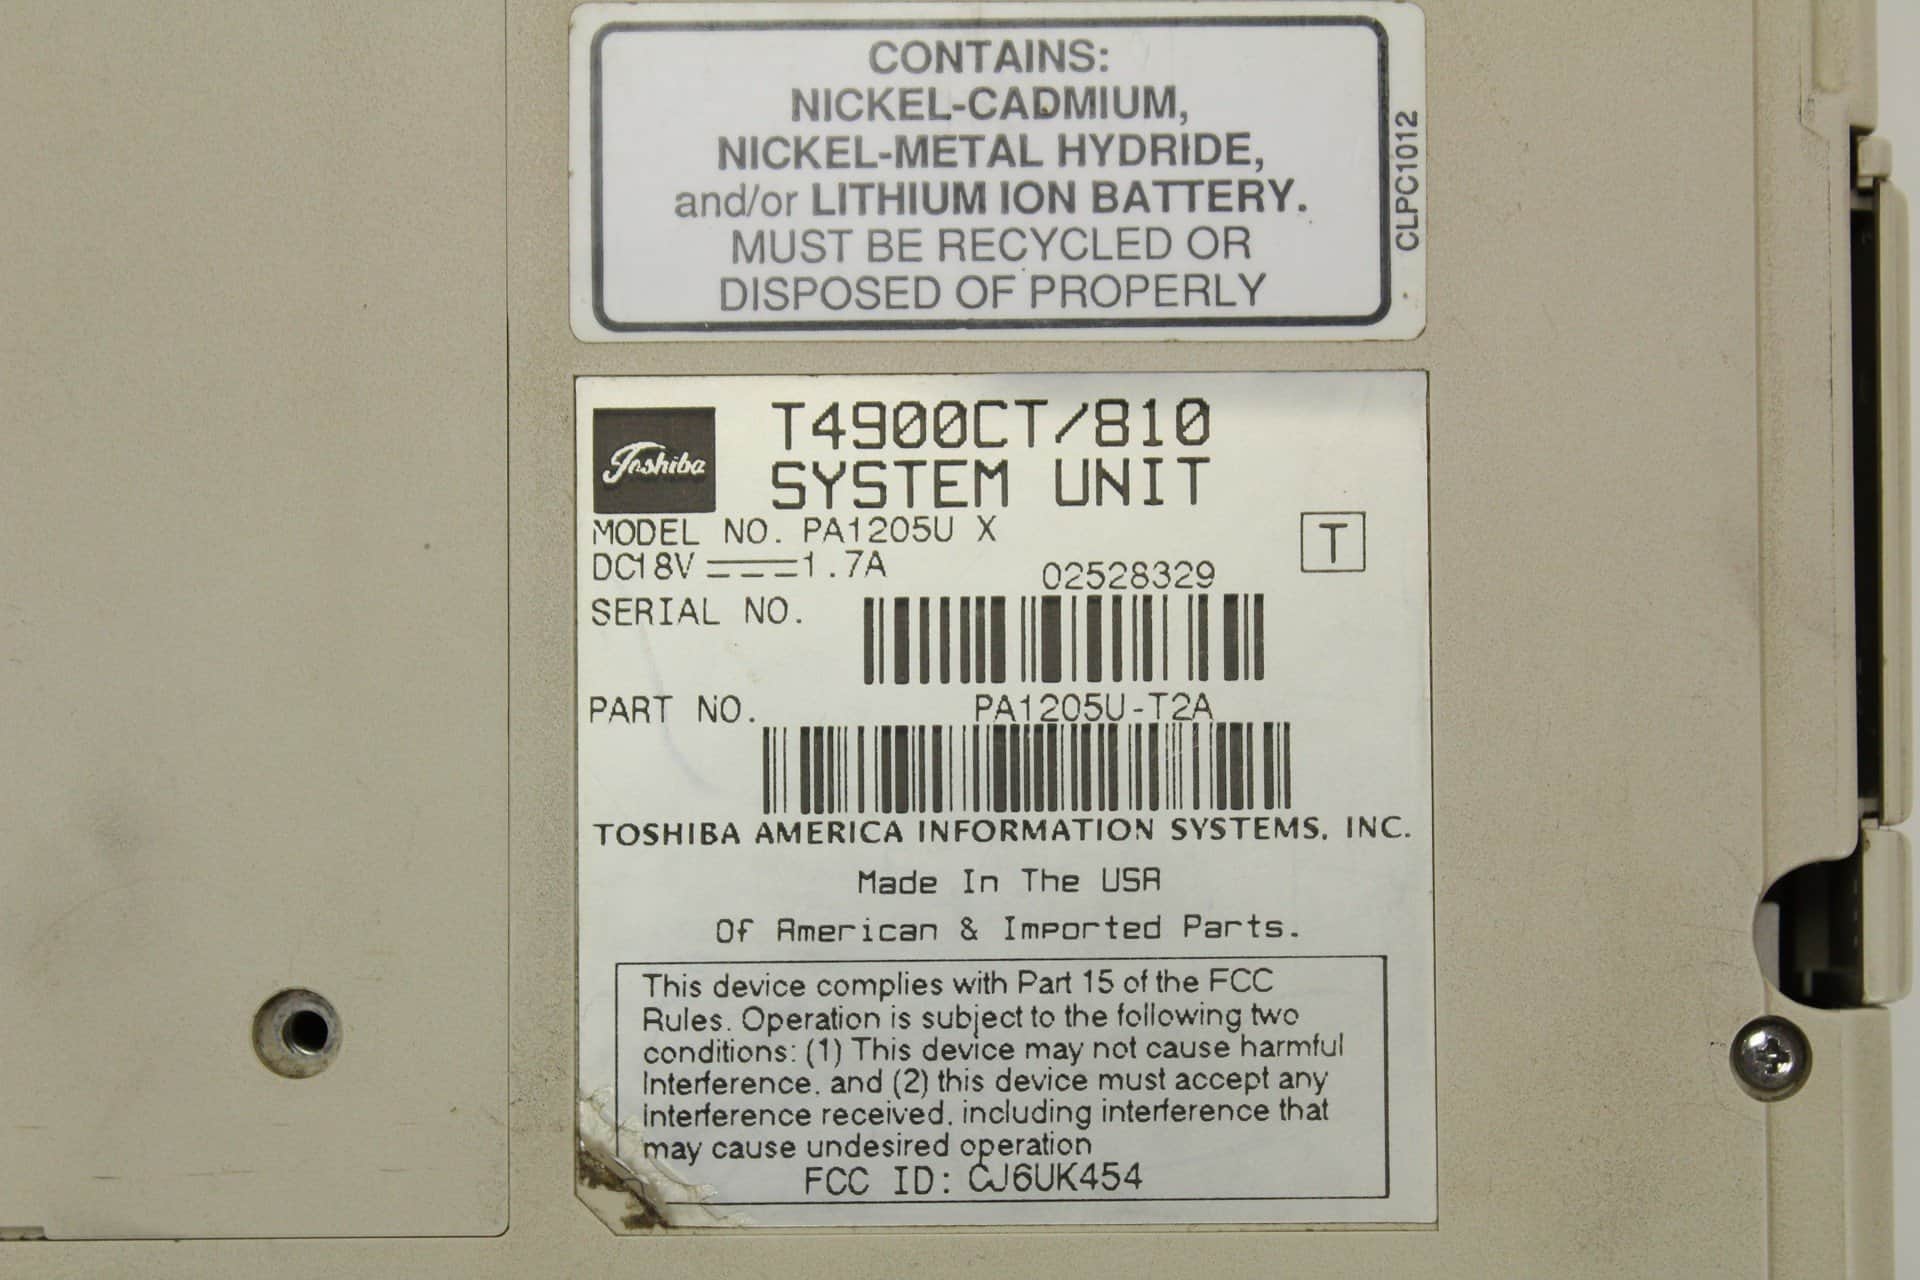 CONTAINS:
NICKEL-CADMIUM,
NICKEL-METAL HYDRIDE,
and/or LITHIUM ION BATTERY.
MUST BE RECYCLED OR
DISPOSED OF PROPERLY
CLPC1012
Toshiba
T4900CT/810
SYSTEM UNIT
MODEL NO. PA1205U X
T
DC18V 1.7A
02528329
SERIAL NO.
PART NO. PA1205U-T2A
TOSHIBA AMERICA INFORMATION SYSTEMS, INC.
Made In The USA
Of American & Imported Parts.
This device complies with Part 15 of the FCC
Rules. Operation is subject to the following two
conditions: (1) This device may not cause harmful
Interference, and (2) this device must accept any
Interference received, including interference that
may cause undesired operation
FCC ID: CJ6UK454